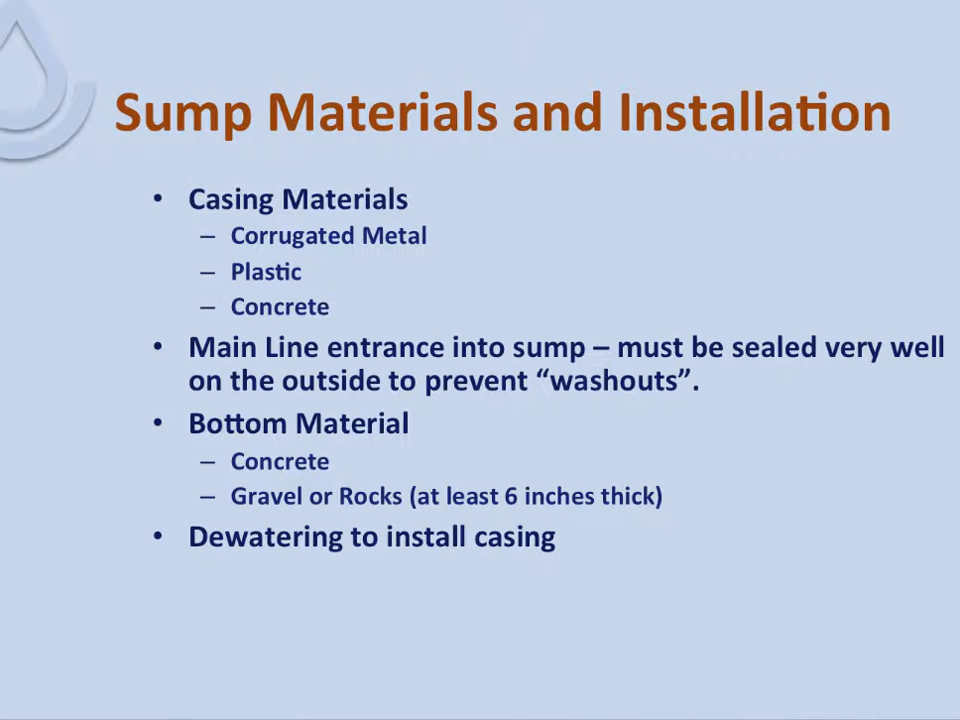 Sump Materials and Installation
• Casing Materials
– Corrugated Metal
– Plastic
– Concrete
• Main Line entrance into sump – must be sealed very well
on the outside to prevent “washouts”.
• Bottom Material
– Concrete
– Gravel or Rocks (at least 6 inches thick)
• Dewatering to install casing